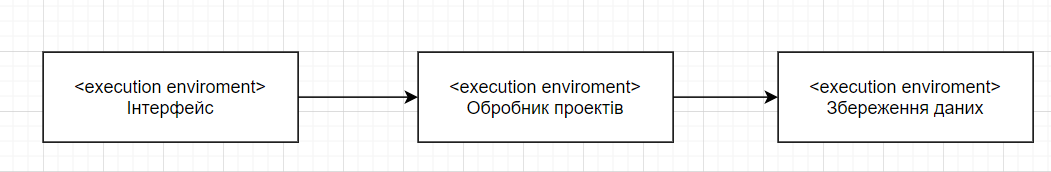 <execution enviroment>
Інтерфейс
<execution enviroment>
Обробник проектів
<execution enviroment>
Збереження даних